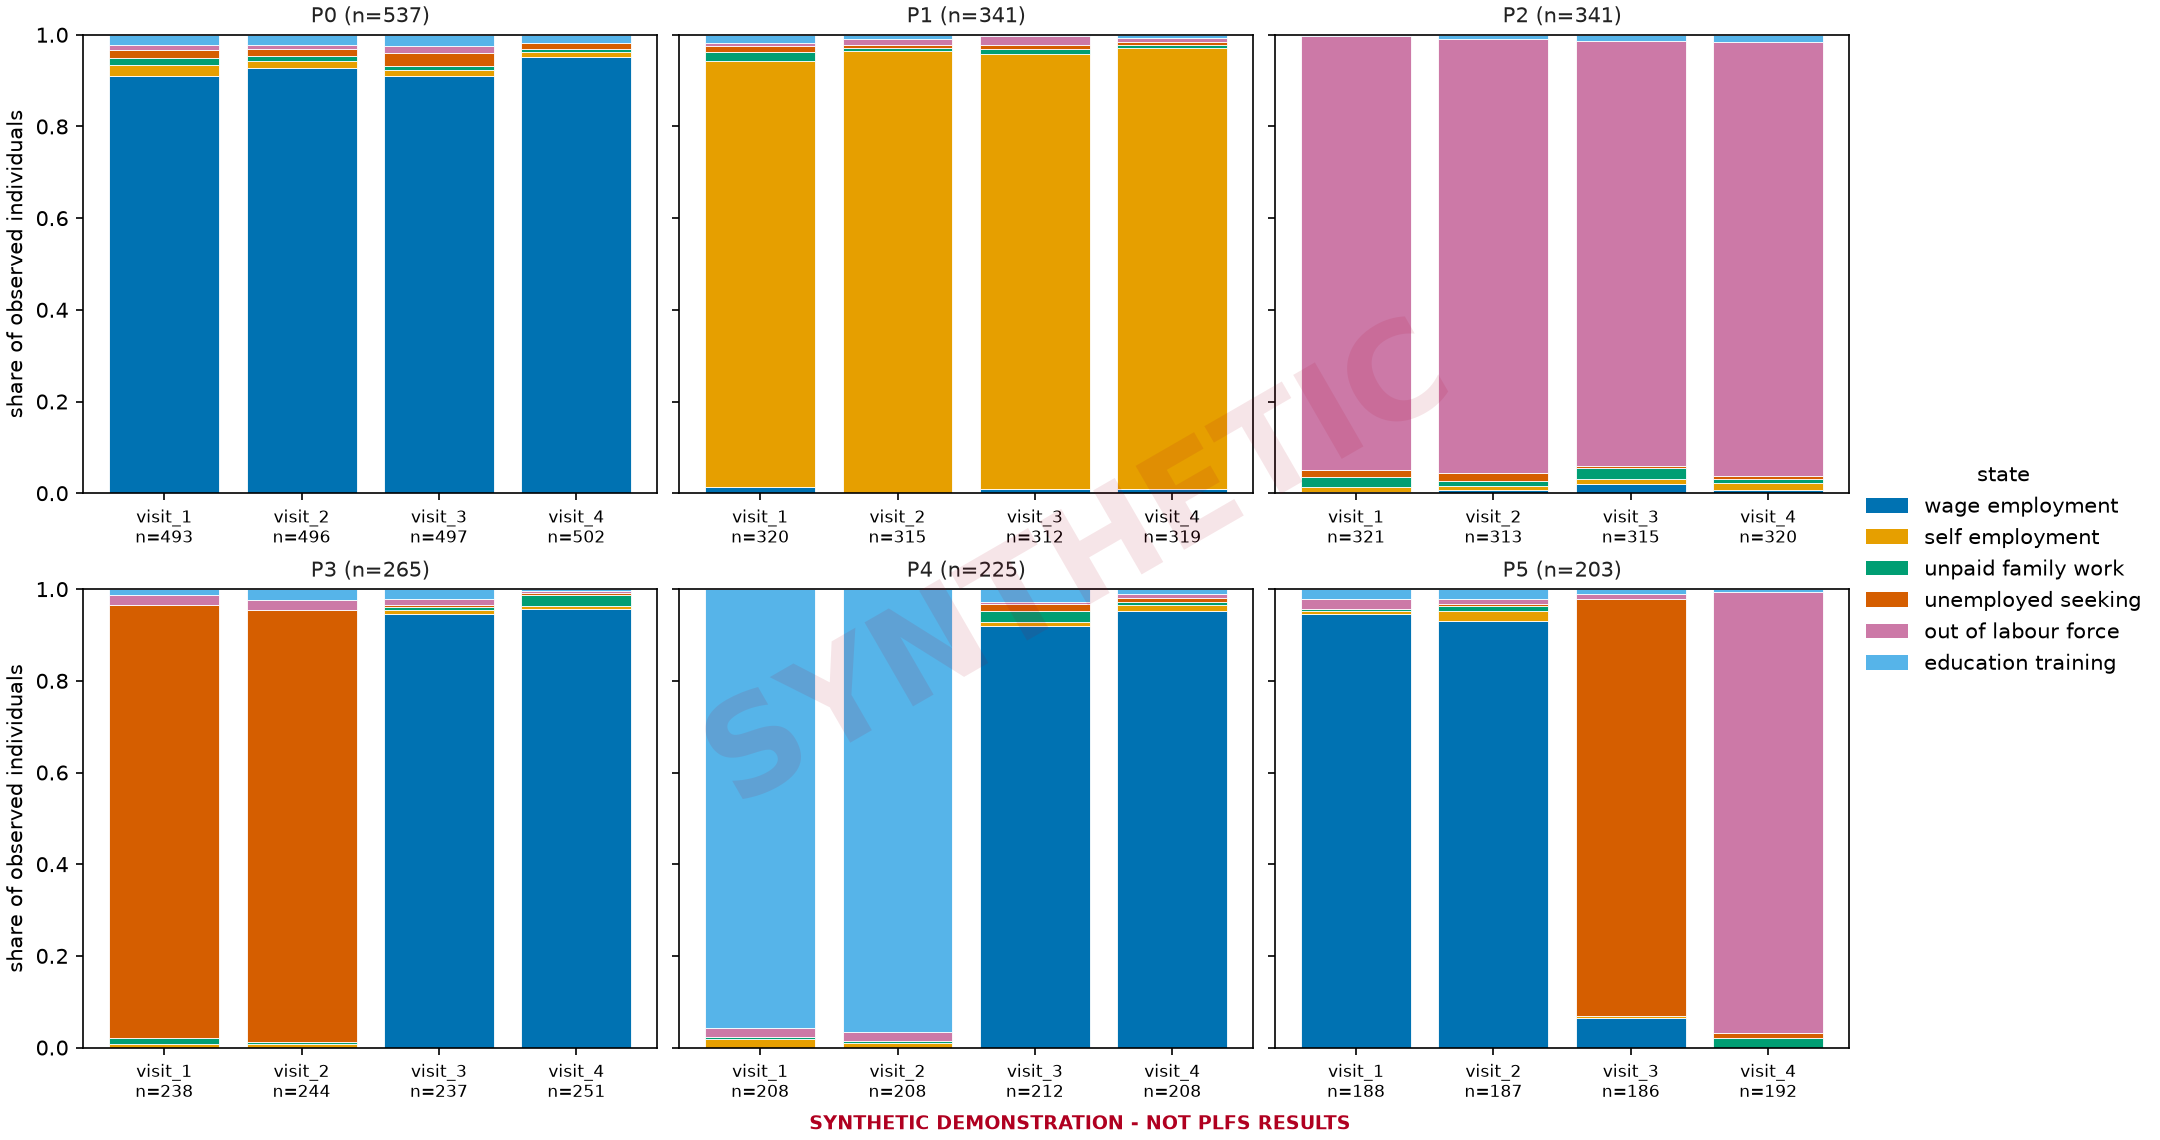 P0 (n=537)
P1 (n=341)
P2 (n=341)
share of observed individuals
1.0
0.8
0.6
0.4
0.2
0.0
visit_1
n=493
visit_2
n=496
visit_3
n=497
visit_4
n=502
visit_1
n=320
visit_2
n=315
visit_3
n=312
visit_4
n=319
visit_1
n=321
visit_2
n=313
visit_3
n=315
visit_4
n=320
state
wage employment
self employment
unpaid family work
unemployed seeking
out of labour force
education training
SYNTHETIC
P3 (n=265)
P4 (n=225)
P5 (n=203)
share of observed individuals
1.0
0.8
0.6
0.4
0.2
0.0
visit_1
n=238
visit_2
n=244
visit_3
n=237
visit_4
n=251
visit_1
n=208
visit_2
n=208
visit_3
n=212
visit_4
n=208
visit_1
n=188
visit_2
n=187
visit_3
n=186
visit_4
n=192
SYNTHETIC DEMONSTRATION - NOT PLFS RESULTS